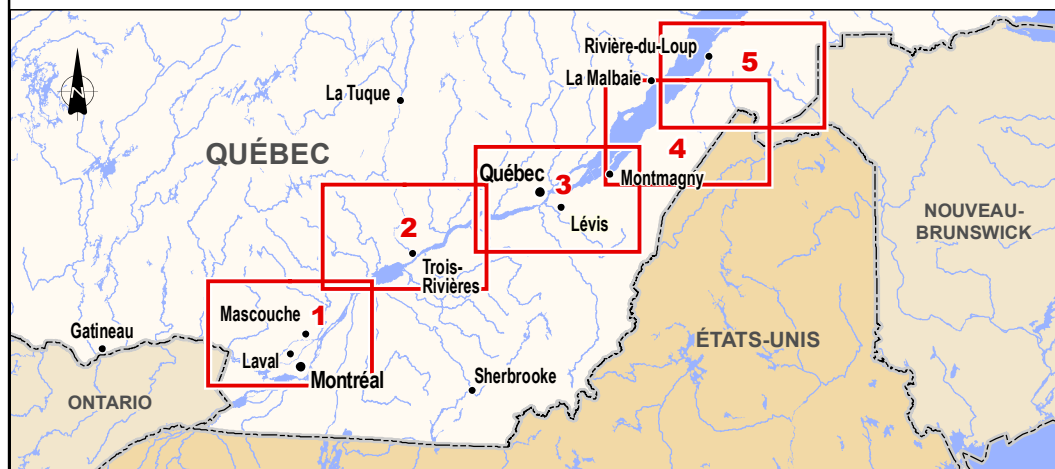 N
Rivière-du-Loup
5
La Malbaie
La Tuque
QUÉBEC
4
Québec
3
Montmagny
Lévis
NOUVEAU-
BRUNSWICK
2
Trois-
Rivières
Mascouche
1
Gatineau
Laval
Montréal
ÉTATS-UNIS
Sherbrooke
ONTARIO